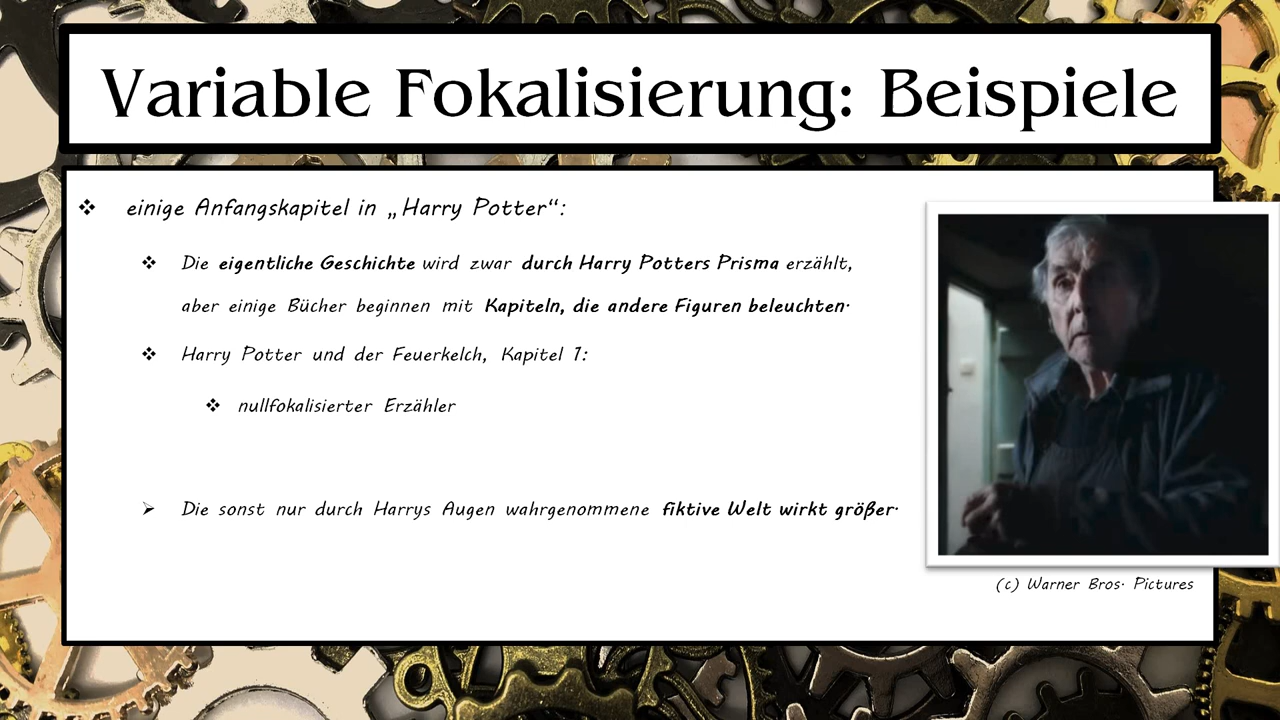 Variable Fokalisierung: Beispiele
❖ einige Anfangskapitel in „Harry Potter“:
❖ Die eigentliche Geschichte wird zwar durch Harry Potters Prisma erzählt,
aber einige Bücher beginnen mit Kapiteln, die andere Figuren beleuchten.
❖ Harry Potter und der Feuerkelch, Kapitel 1:
❖ nullfokalisierter Erzähler
➢ Die sonst nur durch Harrys Augen wahrgenommene fiktive Welt wirkt größer.
(c) Warner Bros. Pictures